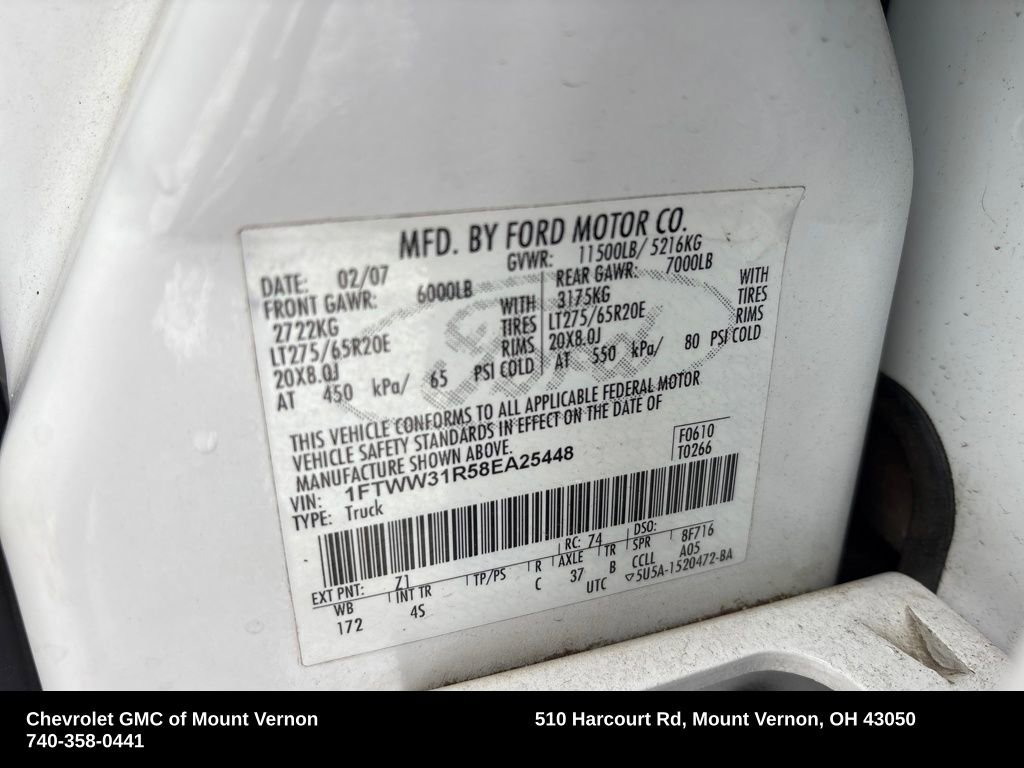 MFD. BY FORD MOTOR CO.
DATE: 02/07 GVWR: 11500LB/ 5216KG
FRONT GAWR: 6000LB REAR GAWR: 7000LB
2722KG WITH 3175KG WITH
LT275/65R20E TIRES LT275/65R20E TIRES
20X8.0J RIMS 20X8.0J RIMS
AT 450 kPa/ 65 PSI COLD AT 550 kPa/ 80 PSI COLD
Ford
THIS VEHICLE CONFORMS TO ALL APPLICABLE FEDERAL MOTOR
VEHICLE SAFETY STANDARDS IN EFFECT ON THE DATE OF
MANUFACTURE SHOWN ABOVE.
VIN: 1FTWW31R58EA25448 F0610
TYPE: Truck T0266
EXT PNT: Z1 RC: 74 DSO:
WB INT TR TP/PS R AXLE TR SPR 8F716
172 4S C 37 B CCLL A05
UTC ▽5U5A-1520472-BA
Chevrolet GMC of Mount Vernon 510 Harcourt Rd, Mount Vernon, OH 43050
740-358-0441